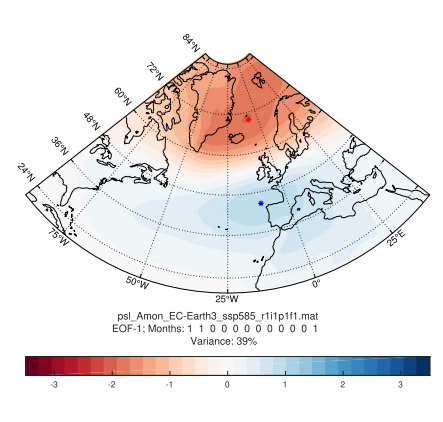 84°N
72°N
60°N
48°N
36°N
24°N
75°W
50°W
25°W
0°
25°E
psl_Amon_EC-Earth3_ssp585_r1i1p1f1.mat
EOF-1; Months: 1 1 0 0 0 0 0 0 0 0 0 1
Variance: 39%
-3 -2 -1 0 1 2 3